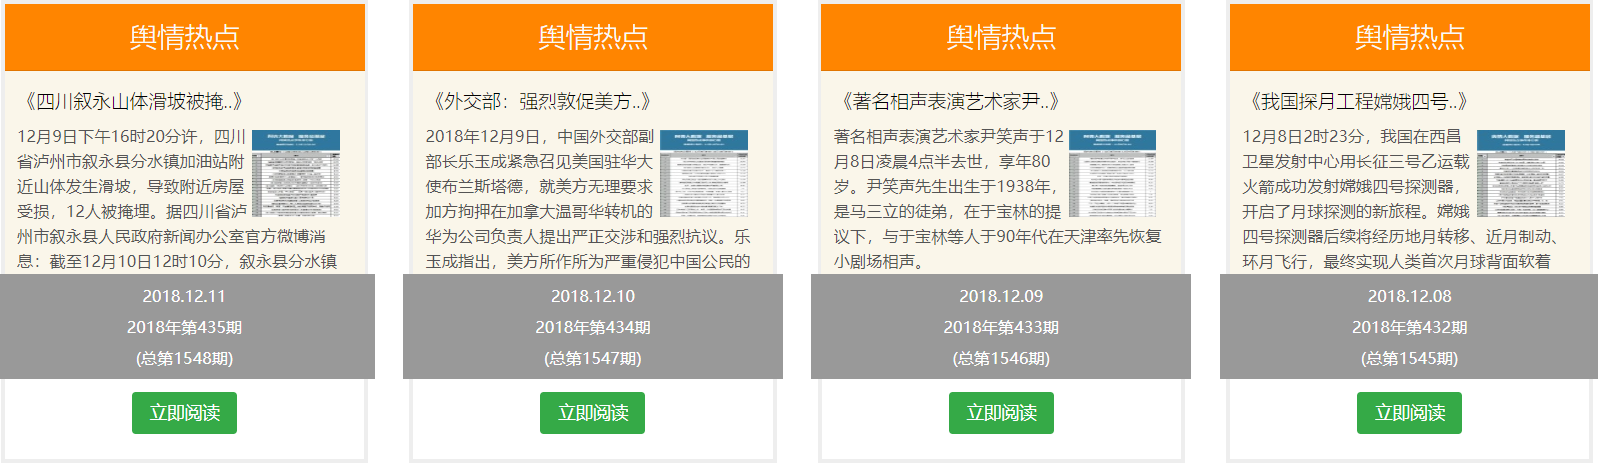 舆情热点
《四川叙永山体滑坡被掩..》
12月9日下午16时20分许，四川
省泸州市叙永县分水镇加油站附
近山体发生滑坡，导致附近房屋
受损，12人被掩埋。据四川省泸
州市叙永县人民政府新闻办公室官方微博消
息：截至12月10日12时10分，叙永县分水镇
2018.12.11
2018年第435期
(总第1548期)
立即阅读
舆情热点
《外交部：强烈敦促美方..》
2018年12月9日，中国外交部副
部长乐玉成紧急召见美国驻华大
使布兰斯塔德，就美方无理要求
加方拘押在加拿大温哥华转机的
华为公司负责人提出严正交涉和强烈抗议。乐
玉成指出，美方所作所为严重侵犯中国公民的
2018.12.10
2018年第434期
(总第1547期)
立即阅读
舆情热点
《著名相声表演艺术家尹..》
著名相声表演艺术家尹笑声于12
月8日凌晨4点半去世，享年80
岁。尹笑声先生出生于1938年，
是马三立的徒弟，在于宝林的提
议下，与于宝林等人于90年代在天津率先恢复
小剧场相声。
2018.12.09
2018年第433期
(总第1546期)
立即阅读
舆情热点
《我国探月工程嫦娥四号..》
12月8日2时23分，我国在西昌
卫星发射中心用长征三号乙运载
火箭成功发射嫦娥四号探测器，
开启了月球探测的新旅程。嫦娥
四号探测器后续将经历地月转移、近月制动、
环月飞行，最终实现人类首次月球背面软着
2018.12.08
2018年第432期
(总第1545期)
立即阅读